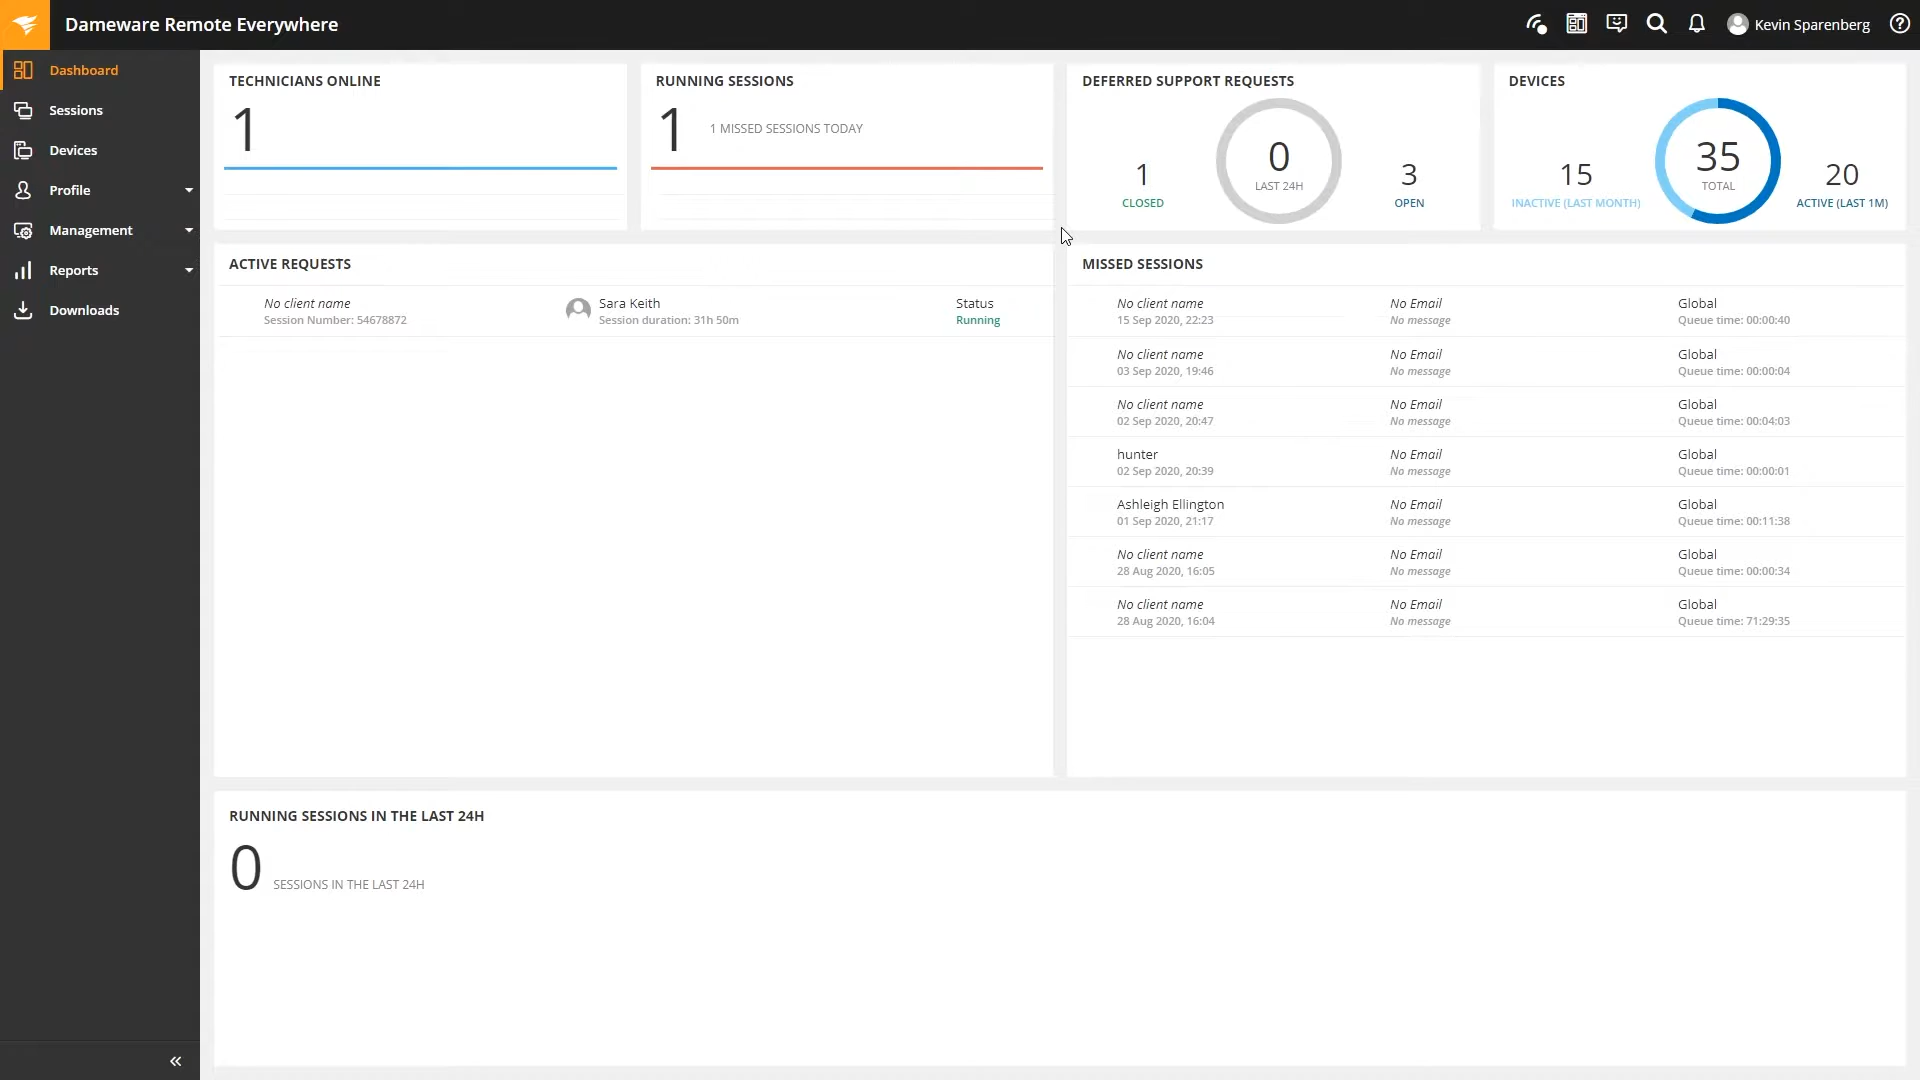 Dameware Remote Everywhere
Kevin Sparenberg
Dashboard
Sessions
Devices
Profile
Management
Reports
Downloads
TECHNICIANS ONLINE
1
RUNNING SESSIONS
1 1 MISSED SESSIONS TODAY
DEFERRED SUPPORT REQUESTS
1
CLOSED
0
LAST 24H
3
OPEN
DEVICES
15
INACTIVE (LAST MONTH)
35
TOTAL
20
ACTIVE (LAST 1M)
ACTIVE REQUESTS
No client name Sara Keith Status
Session Number: 54678872 Session duration: 31h 50m Running
MISSED SESSIONS
No client name No Email Global
15 Sep 2020, 22:23 No message Queue time: 00:00:40
No client name No Email Global
03 Sep 2020, 19:46 No message Queue time: 00:00:04
No client name No Email Global
02 Sep 2020, 20:47 No message Queue time: 00:04:03
hunter No Email Global
02 Sep 2020, 20:39 No message Queue time: 00:00:01
Ashleigh Ellington No Email Global
01 Sep 2020, 21:17 No message Queue time: 00:11:38
No client name No Email Global
28 Aug 2020, 16:05 No message Queue time: 00:00:34
No client name No Email Global
28 Aug 2020, 16:04 No message Queue time: 71:29:35
RUNNING SESSIONS IN THE LAST 24H
0 SESSIONS IN THE LAST 24H